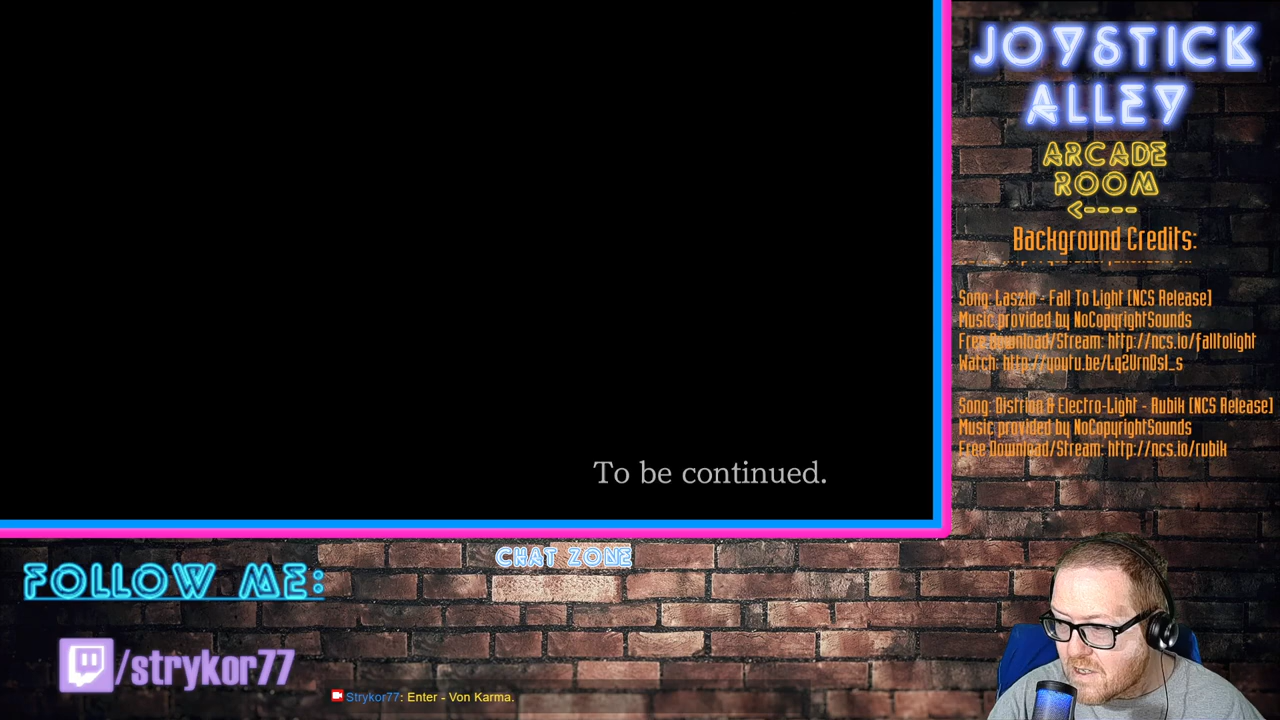 JOYSTICK
ALLEY
ARCADE
ROOM
<----
Background Credits:
Song: Laszlo - Fall To Light [NCS Release]
Music provided by NoCopyrightSounds
Free Download/Stream: http://ncs.io/falltolight
Watch: http://youtu.be/Lq2UrnDsl_s
Song: Distrion & Electro-Light - Rubik [NCS Release]
Music provided by NoCopyrightSounds
Free Download/Stream: http://ncs.io/rubik
To be continued.
CHAT ZONE
FOLLOW ME:
/strykor77
Strykor77: Enter - Von Karma.